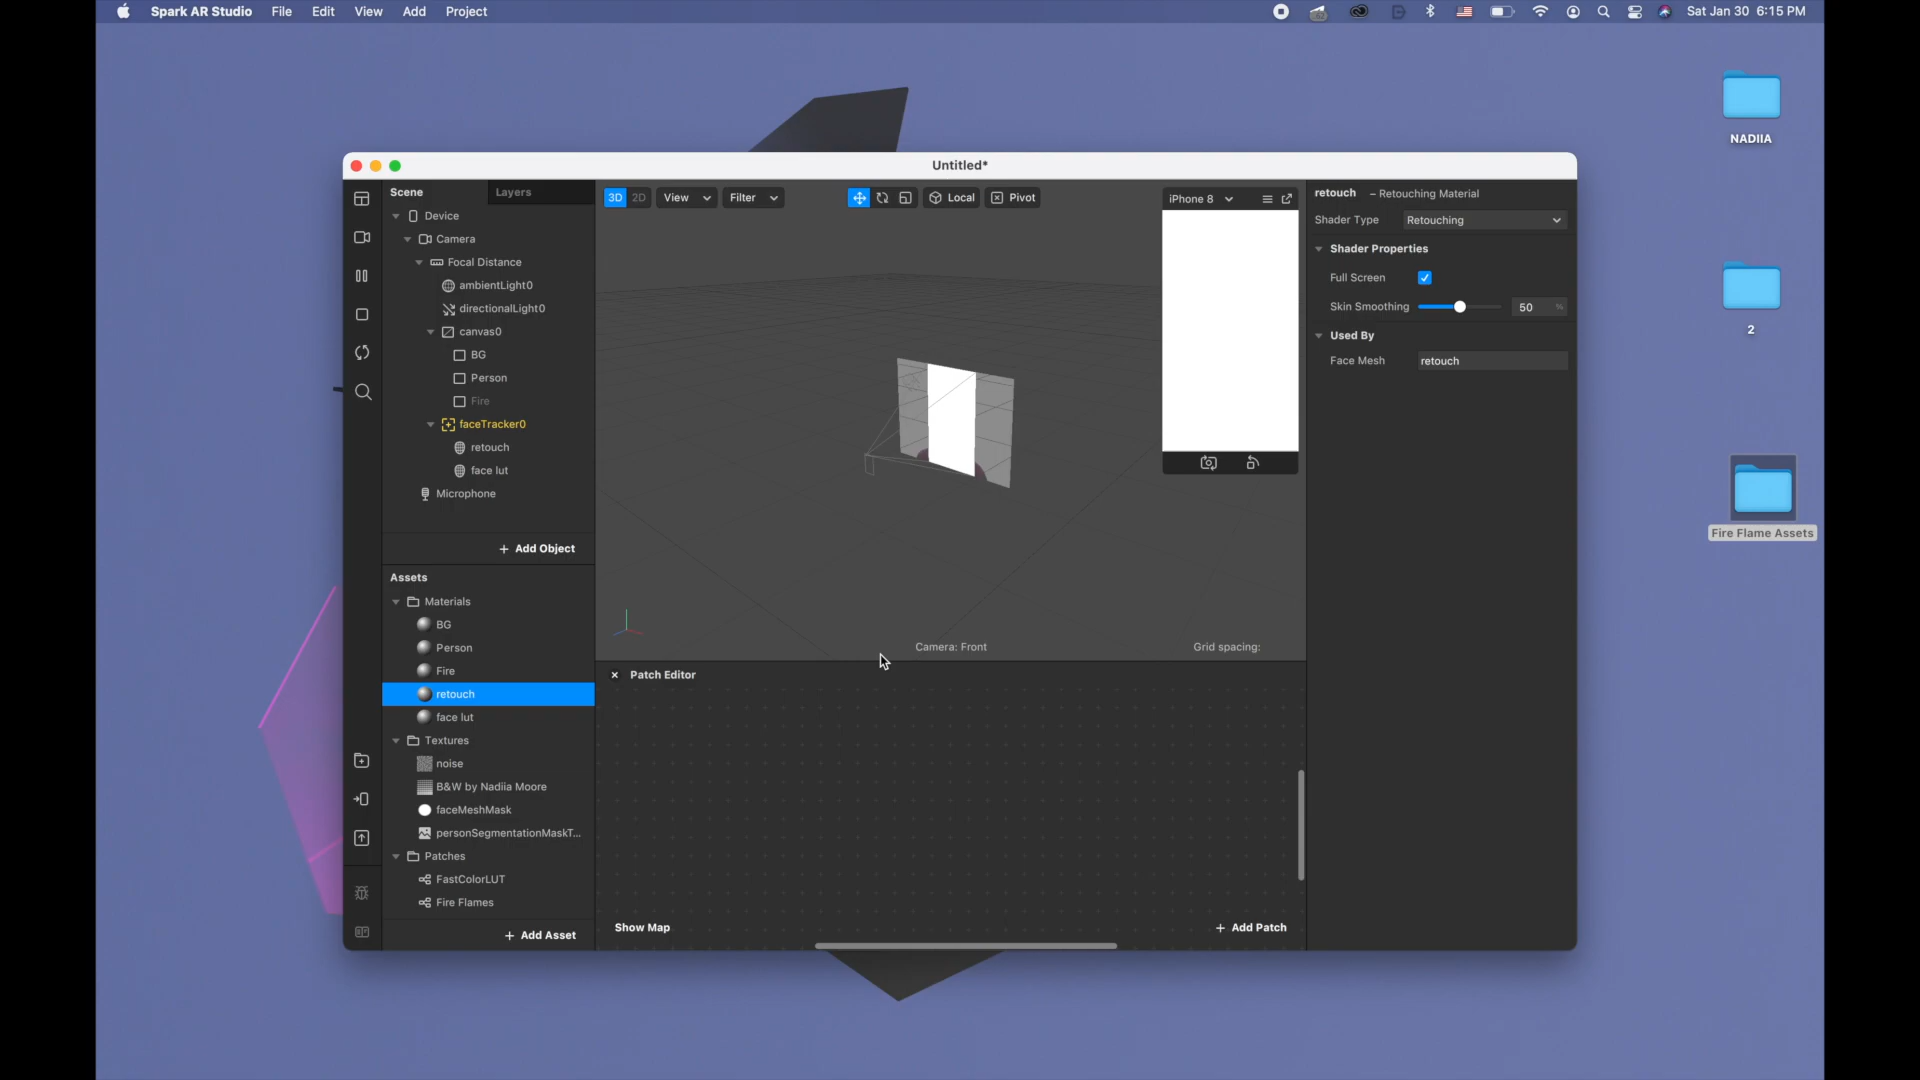 Spark AR Studio File Edit View Add Project
Sat Jan 30 6:15 PM
NADIIA
2
Fire Flame Assets
Untitled*
Scene Layers
Device
Camera
Focal Distance
ambientLight0
directionalLight0
canvas0
BG
Person
Fire
faceTracker0
retouch
face lut
Microphone
+ Add Object
Assets
Materials
BG
Person
Fire
retouch
face lut
Textures
noise
B&W by Nadiia Moore
faceMeshMask
personSegmentationMaskT...
Patches
FastColorLUT
Fire Flames
+ Add Asset
3D 2D View Filter Local Pivot
iPhone 8
Camera: Front
Grid spacing:
Patch Editor
Show Map
+ Add Patch
retouch – Retouching Material
Shader Type Retouching
Shader Properties
Full Screen
Skin Smoothing 50 %
Used By
Face Mesh retouch